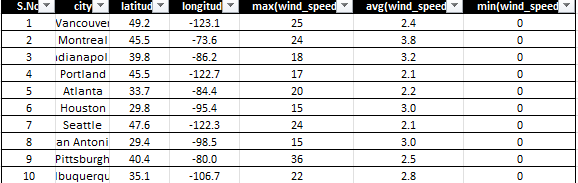 S.No city latitud longitud max(wind_speed avg(wind_speed min(wind_speed
1 Vancouver 49.2 -123.1 25 2.4 0
2 Montreal 45.5 -73.6 24 3.8 0
3 ndianapoli 39.8 -86.2 18 3.2 0
4 Portland 45.5 -122.7 17 2.1 0
5 Atlanta 33.7 -84.4 20 2.2 0
6 Houston 29.8 -95.4 15 3.0 0
7 Seattle 47.6 -122.3 24 2.1 0
8 an Antoni 29.4 -98.5 15 3.0 0
9 Pittsburgh 40.4 -80.0 36 2.5 0
10 lbuquerqu 35.1 -106.7 22 2.8 0